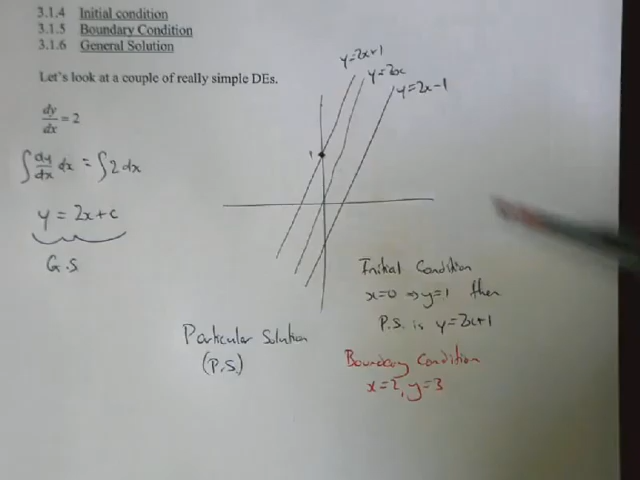 3.1.4 Initial condition
3.1.5 Boundary Condition
3.1.6 General Solution
Let's look at a couple of really simple DEs.
dy/dx = 2
∫ dy/dx dx = ∫ 2 dx
y = 2x + c
G.S
y=2x+1
y=2x
y=2x-1
1
Initial Condition
x=0 ⇒ y=1 then
P.S. is y=2x+1
Particular Solution
(P.S.)
Boundary Condition
x=2, y=3